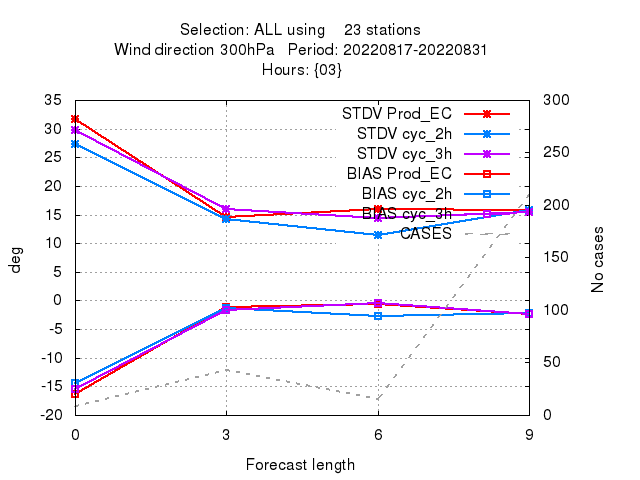 Selection: ALL using 23 stations
Wind direction 300hPa Period: 20220817-20220831
Hours: {03}
35 300
30 250
25 200
20 150
15 100
10 50
5 0
0
-5
-10
-15
-20
STDV Prod_EC
STDV cyc_2h
STDV cyc_3h
BIAS Prod_EC
BIAS cyc_2h
BIAS cyc_3h
CASES
deg
No cases
0 3 6 9
Forecast length